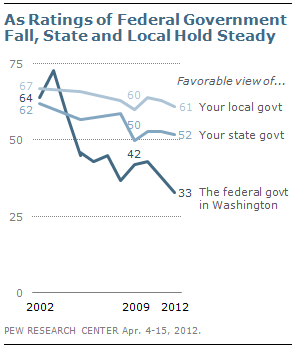 As Ratings of Federal Government
Fall, State and Local Hold Steady
75
Favorable view of...
67
64
62
60
61 Your local govt
50
50
52 Your state govt
42
33 The federal govt
in Washington
25
0
2002 2009 2012
PEW RESEARCH CENTER Apr. 4-15, 2012.